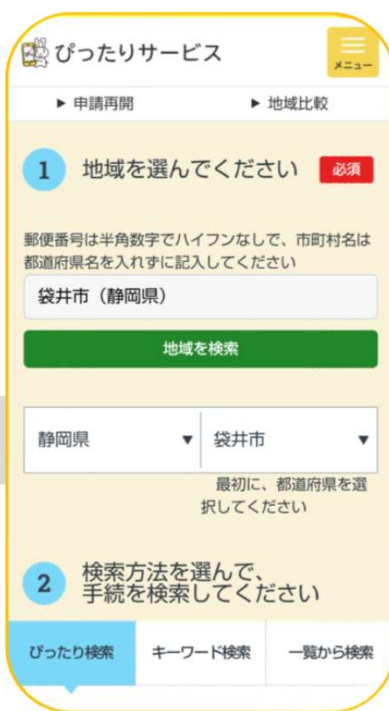 ぴったりサービス
メニュー
▶ 申請再開 ▶ 地域比較
1 地域を選んでください 必須
郵便番号は半角数字でハイフンなしで、市町村名は
都道府県名を入れずに記入してください
袋井市（静岡県）
地域を検索
静岡県 ▼ 袋井市 ▼
最初に、都道府県を選
択してください
2 検索方法を選んで、
手続を検索してください
ぴったり検索 キーワード検索 一覧から検索